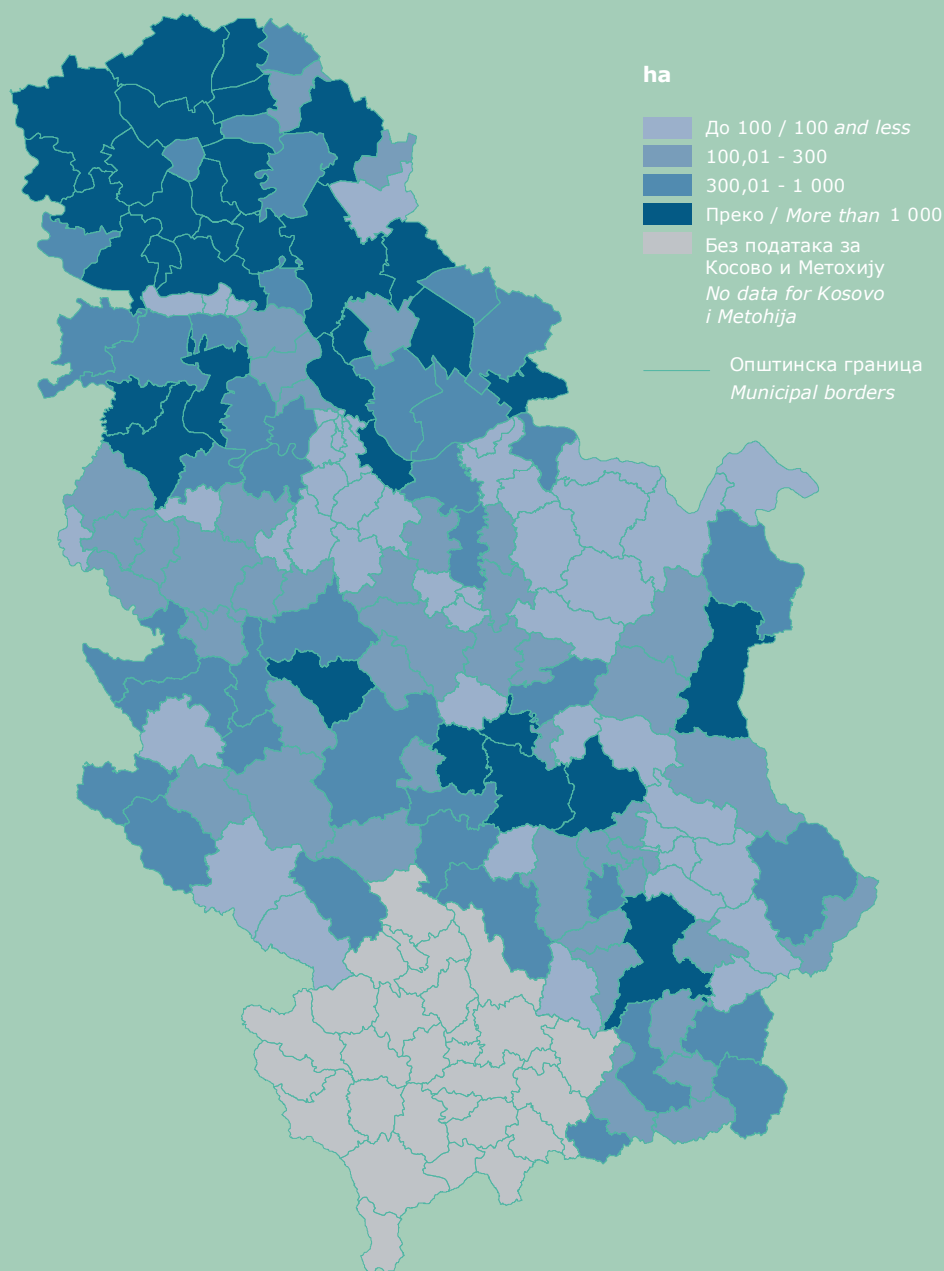 ha
До 100 / 100 and less
100,01 - 300
300,01 - 1 000
Преко / More than 1 000
Без података за
Косово и Метохију
No data for Kosovo
i Metohija
Општинска граница
Municipal borders